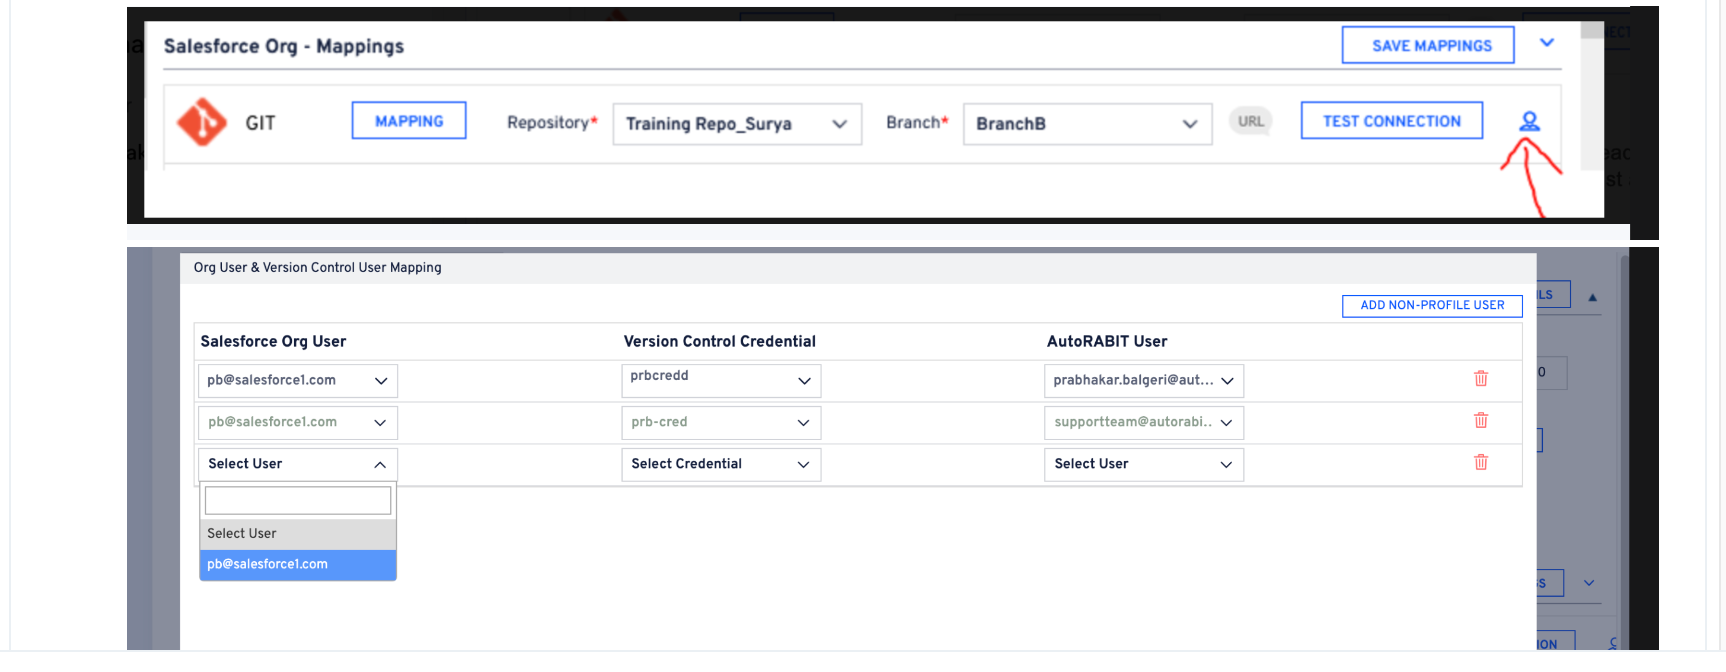 Salesforce Org - Mappings
SAVE MAPPINGS
GIT
MAPPING
Repository*
Training Repo_Surya
Branch*
BranchB
URL
TEST CONNECTION
Org User & Version Control User Mapping
ADD NON-PROFILE USER
Salesforce Org User Version Control Credential AutoRABIT User
pb@salesforce1.com prbcredd prabhakar.balgeri@aut...
pb@salesforce1.com prb-cred supportteam@autorabi..
Select User Select Credential Select User
Select User
pb@salesforce1.com